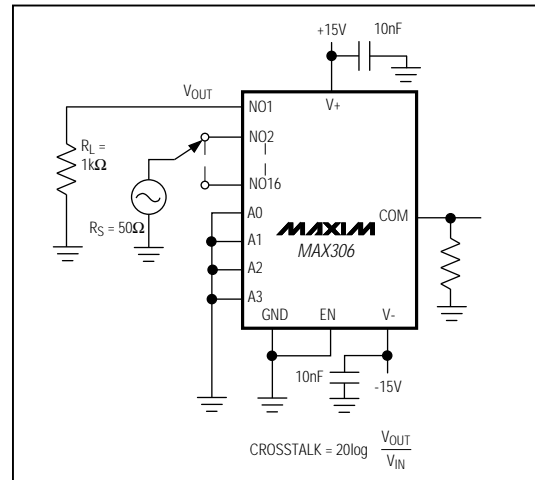 +15V
10nF
V+
VOUT
NO1
RL =
1kΩ
NO2
NO16
RS = 50Ω
A0
A1
A2
A3
COM
MAXIM
MAX306
GND
EN
V-
10nF
-15V
CROSSTALK = 20log VOUT
VIN